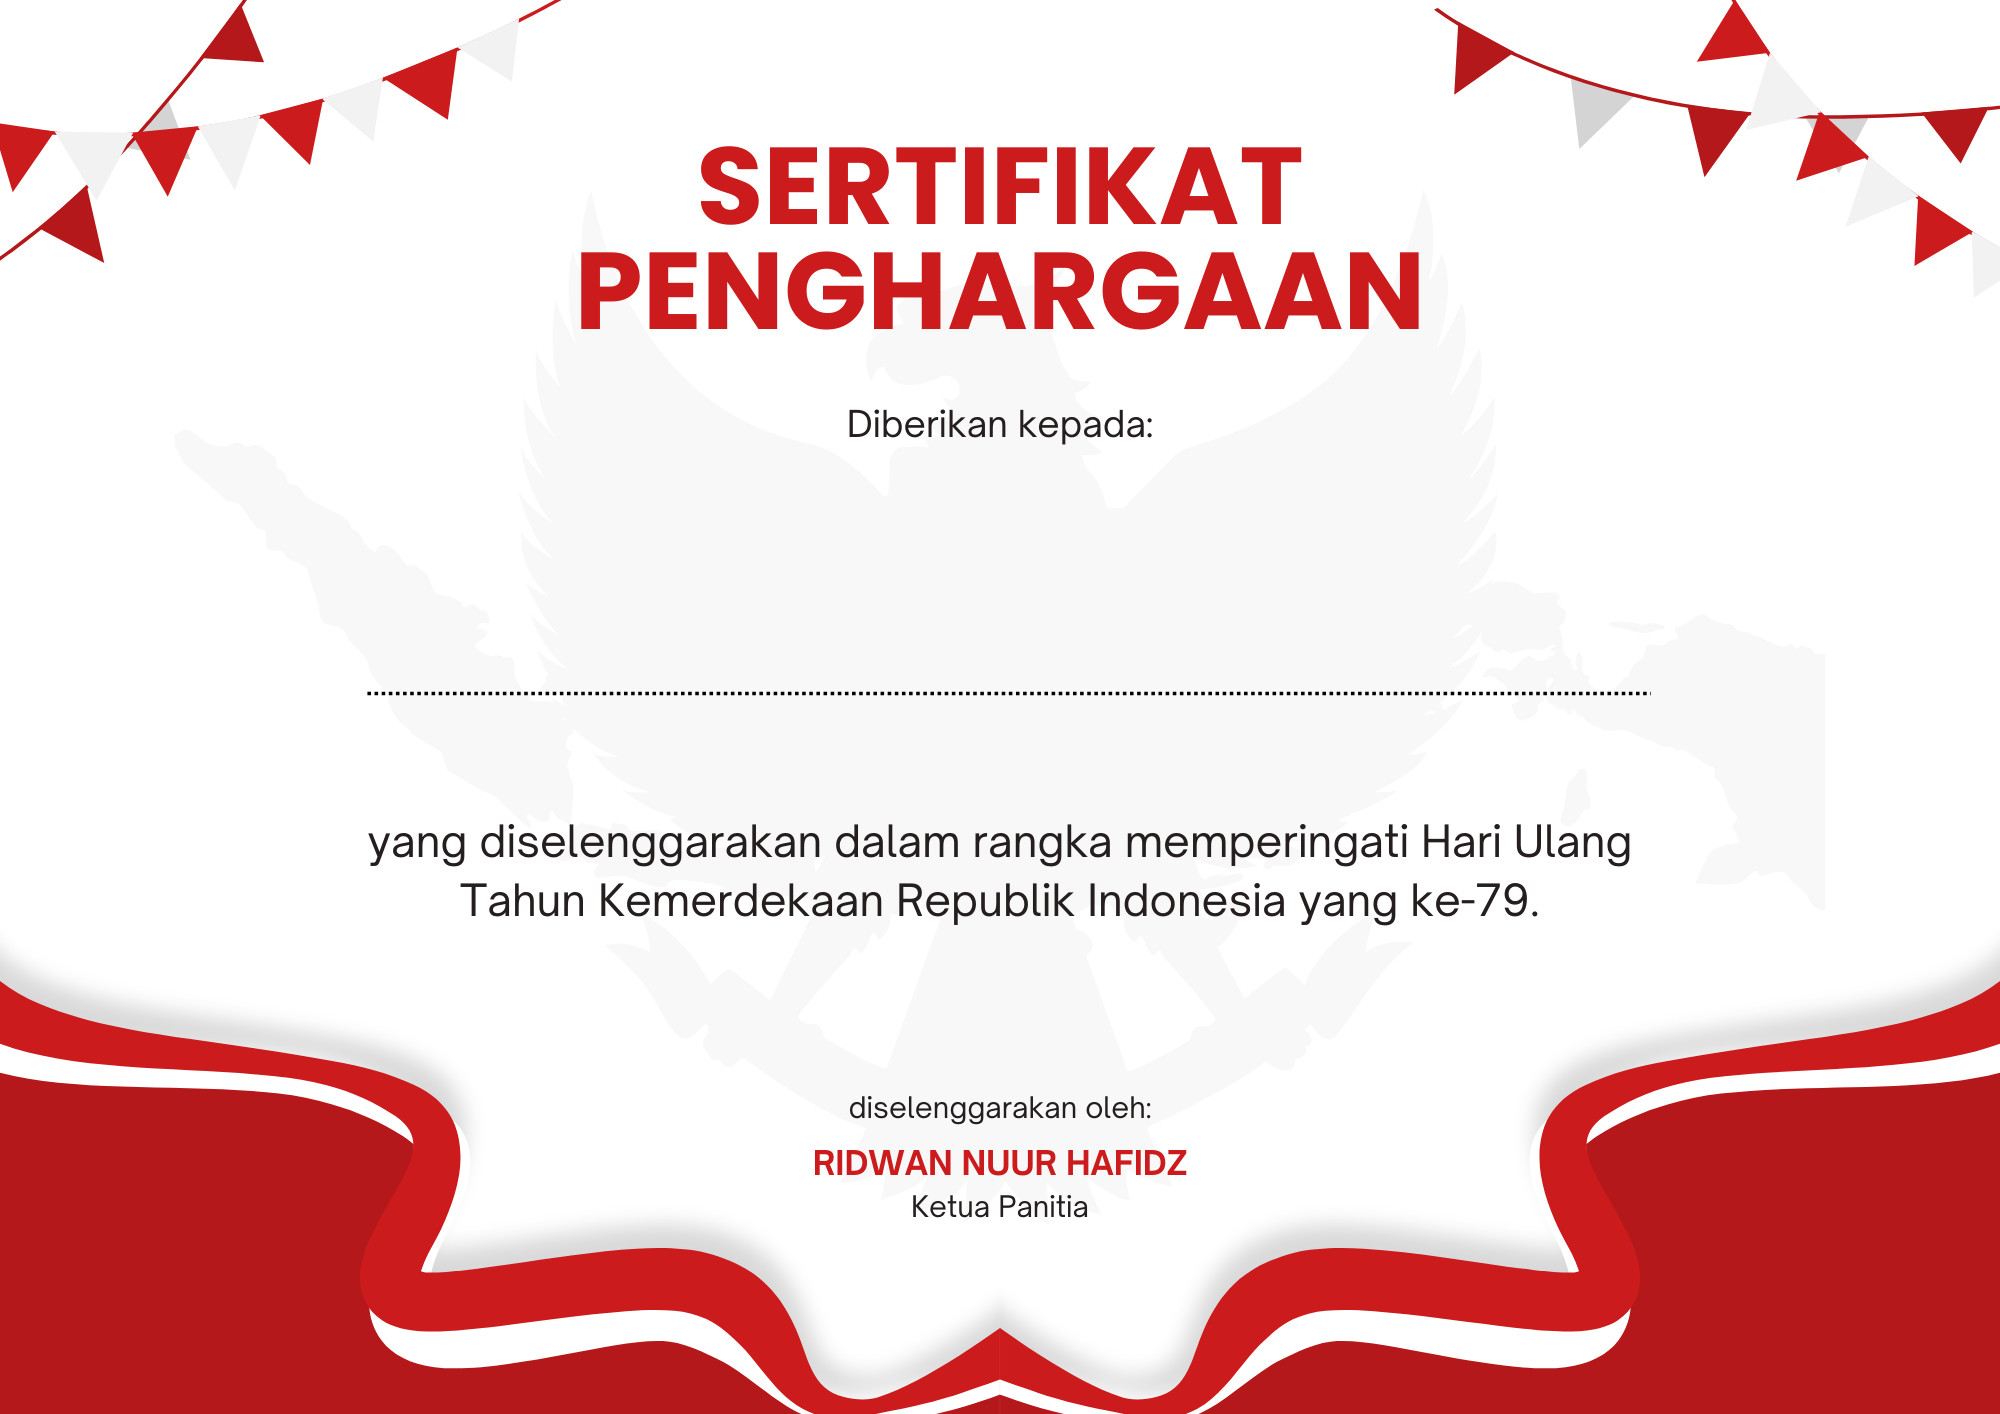 SERTIFIKAT
PENGHARGAAN
Diberikan kepada:
yang diselenggarakan dalam rangka memperingati Hari Ulang
Tahun Kemerdekaan Republik Indonesia yang ke-79.
diselenggarakan oleh:
RIDWAN NUUR HAFIDZ
Ketua Panitia